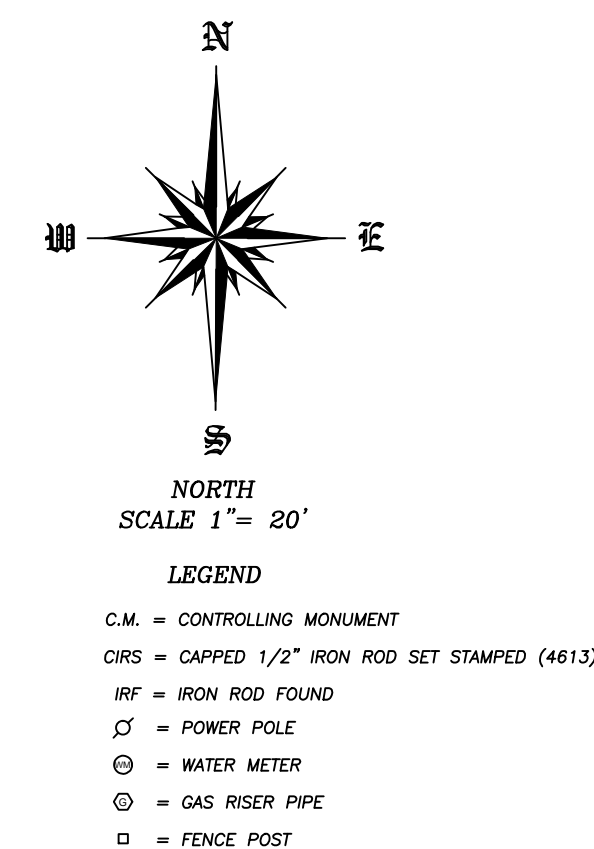 N
W E
S
NORTH
SCALE 1"= 20'
LEGEND
C.M. = CONTROLLING MONUMENT
CIRS = CAPPED 1/2" IRON ROD SET STAMPED (4613)
IRF = IRON ROD FOUND
= POWER POLE
WM = WATER METER
G = GAS RISER PIPE
= FENCE POST